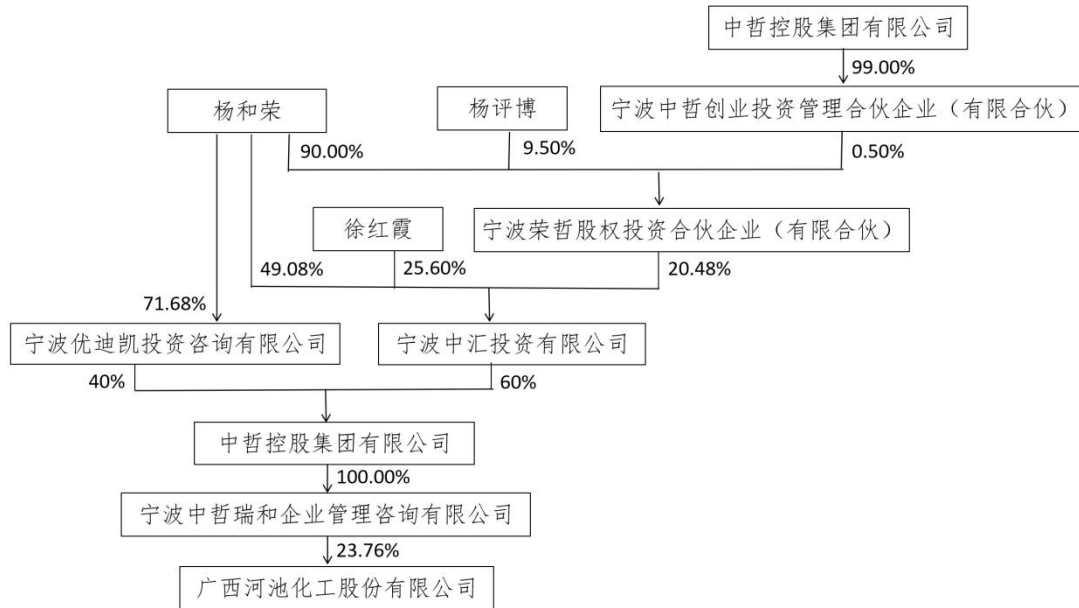 中哲控股集团有限公司
99.00%
杨和荣
杨评博
宁波中哲创业投资管理合伙企业（有限合伙）
90.00%
9.50%
0.50%
徐红霞
宁波荣哲股权投资合伙企业（有限合伙）
49.08%
25.60%
20.48%
71.68%
宁波优迪凯投资咨询有限公司
宁波中汇投资有限公司
40%
60%
中哲控股集团有限公司
100.00%
宁波中哲瑞和企业管理咨询有限公司
23.76%
广西河池化工股份有限公司